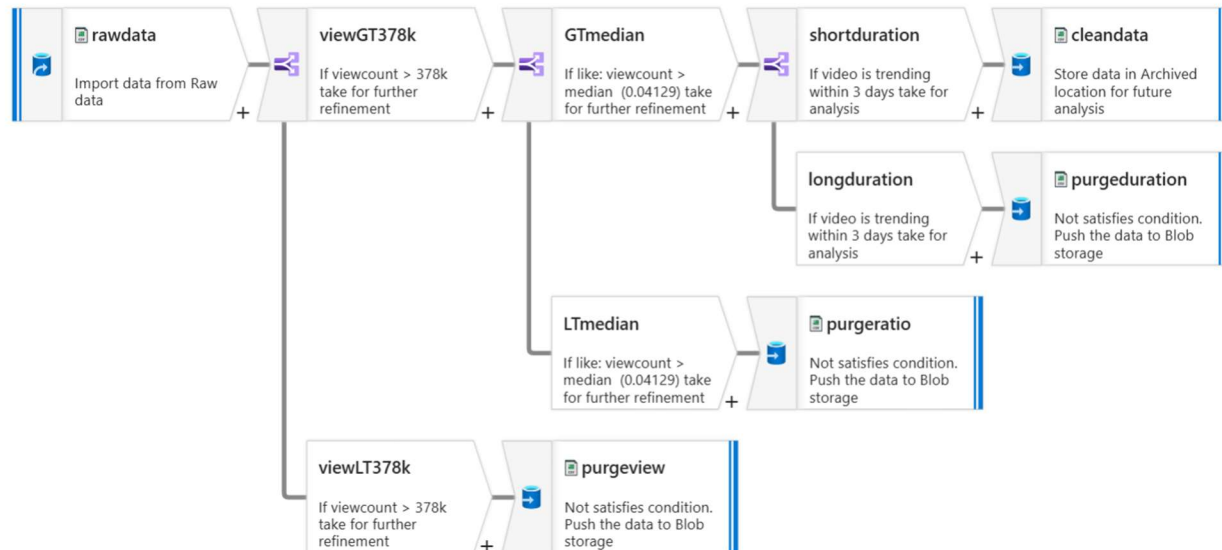 rawdata
Import data from Raw
data
+
viewGT378k
If viewcount > 378k
take for further
refinement
+
GTmedian
If like: viewcount >
median (0.04129) take
for further refinement
+
shortduration
If video is trending
within 3 days take for
analysis
+
cleandata
Store data in Archived
location for future
analysis
longduration
If video is trending
within 3 days take for
analysis
+
purgeduration
Not satisfies condition.
Push the data to Blob
storage
LTmedian
If like: viewcount >
median (0.04129) take
for further refinement
+
purgeratio
Not satisfies condition.
Push the data to Blob
storage
viewLT378k
If viewcount > 378k
take for further
refinement
+
purgeview
Not satisfies condition.
Push the data to Blob
storage